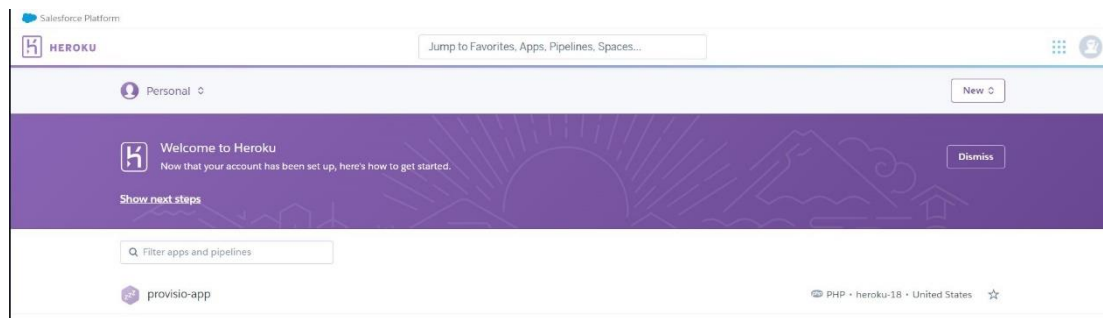 Salesforce Platform
HEROKU
Jump to Favorites, Apps, Pipelines, Spaces...
Personal
New
Welcome to Heroku
Now that your account has been set up, here's how to get started.
Dismiss
Show next steps
Filter apps and pipelines
provisio-app
PHP • heroku-18 • United States